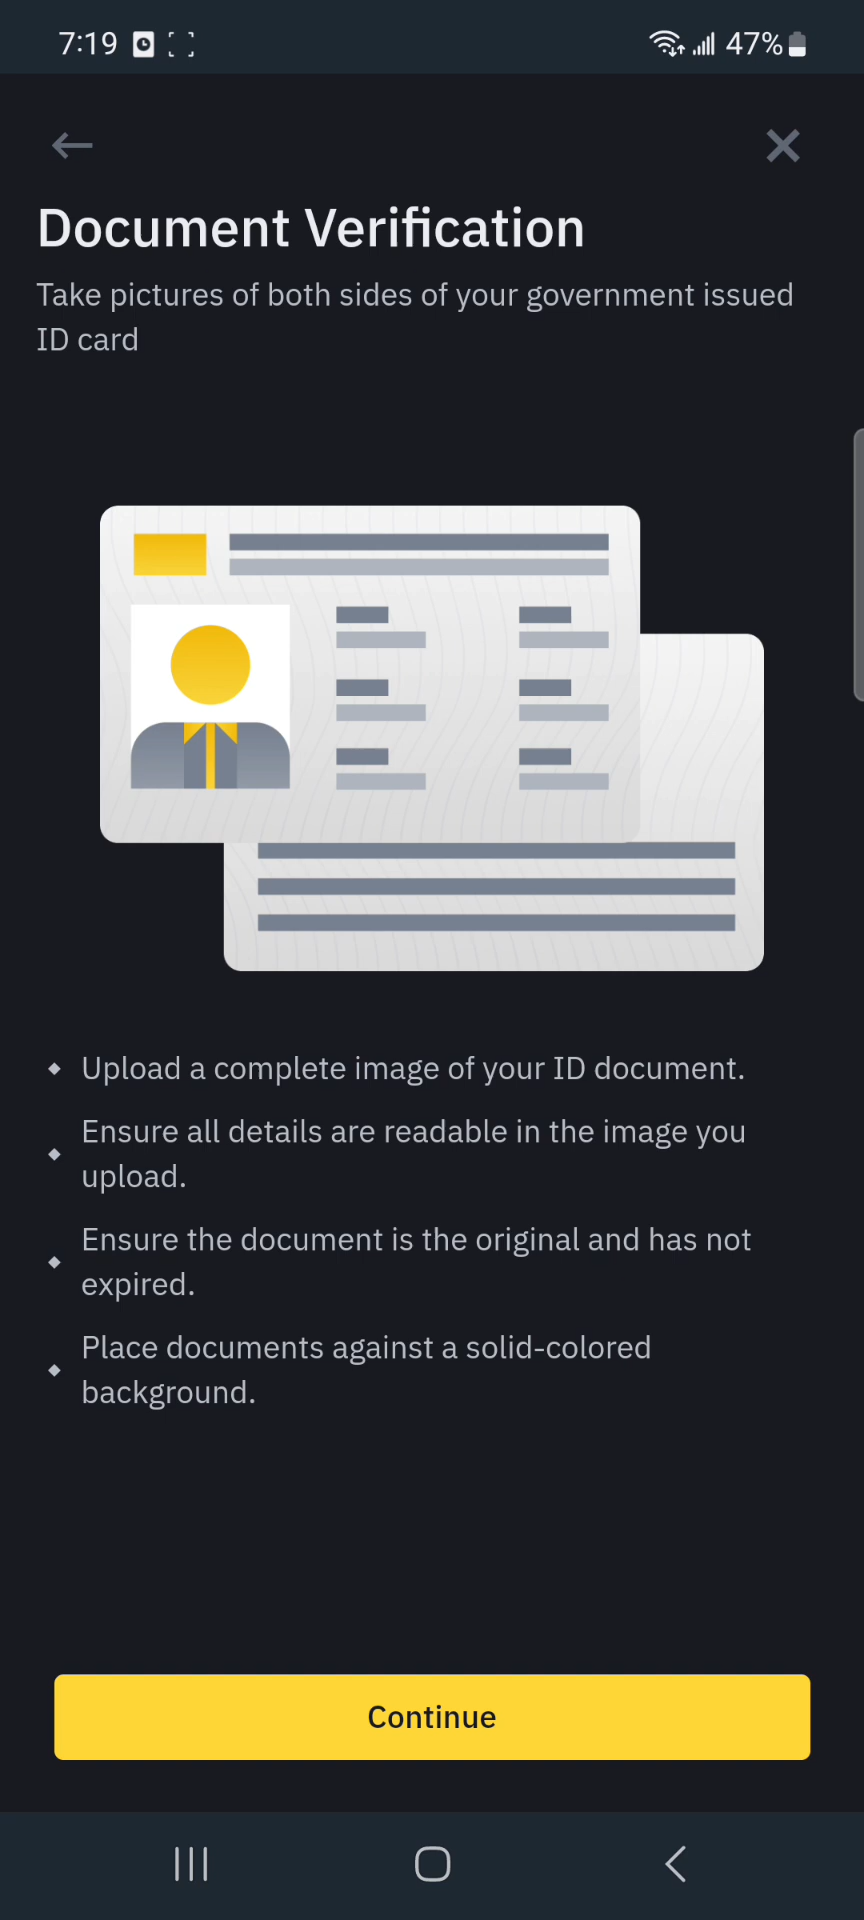 7:19 47%
Document Verification
Take pictures of both sides of your government issued
ID card
Upload a complete image of your ID document.
Ensure all details are readable in the image you
upload.
Ensure the document is the original and has not
expired.
Place documents against a solid-colored
background.
Continue